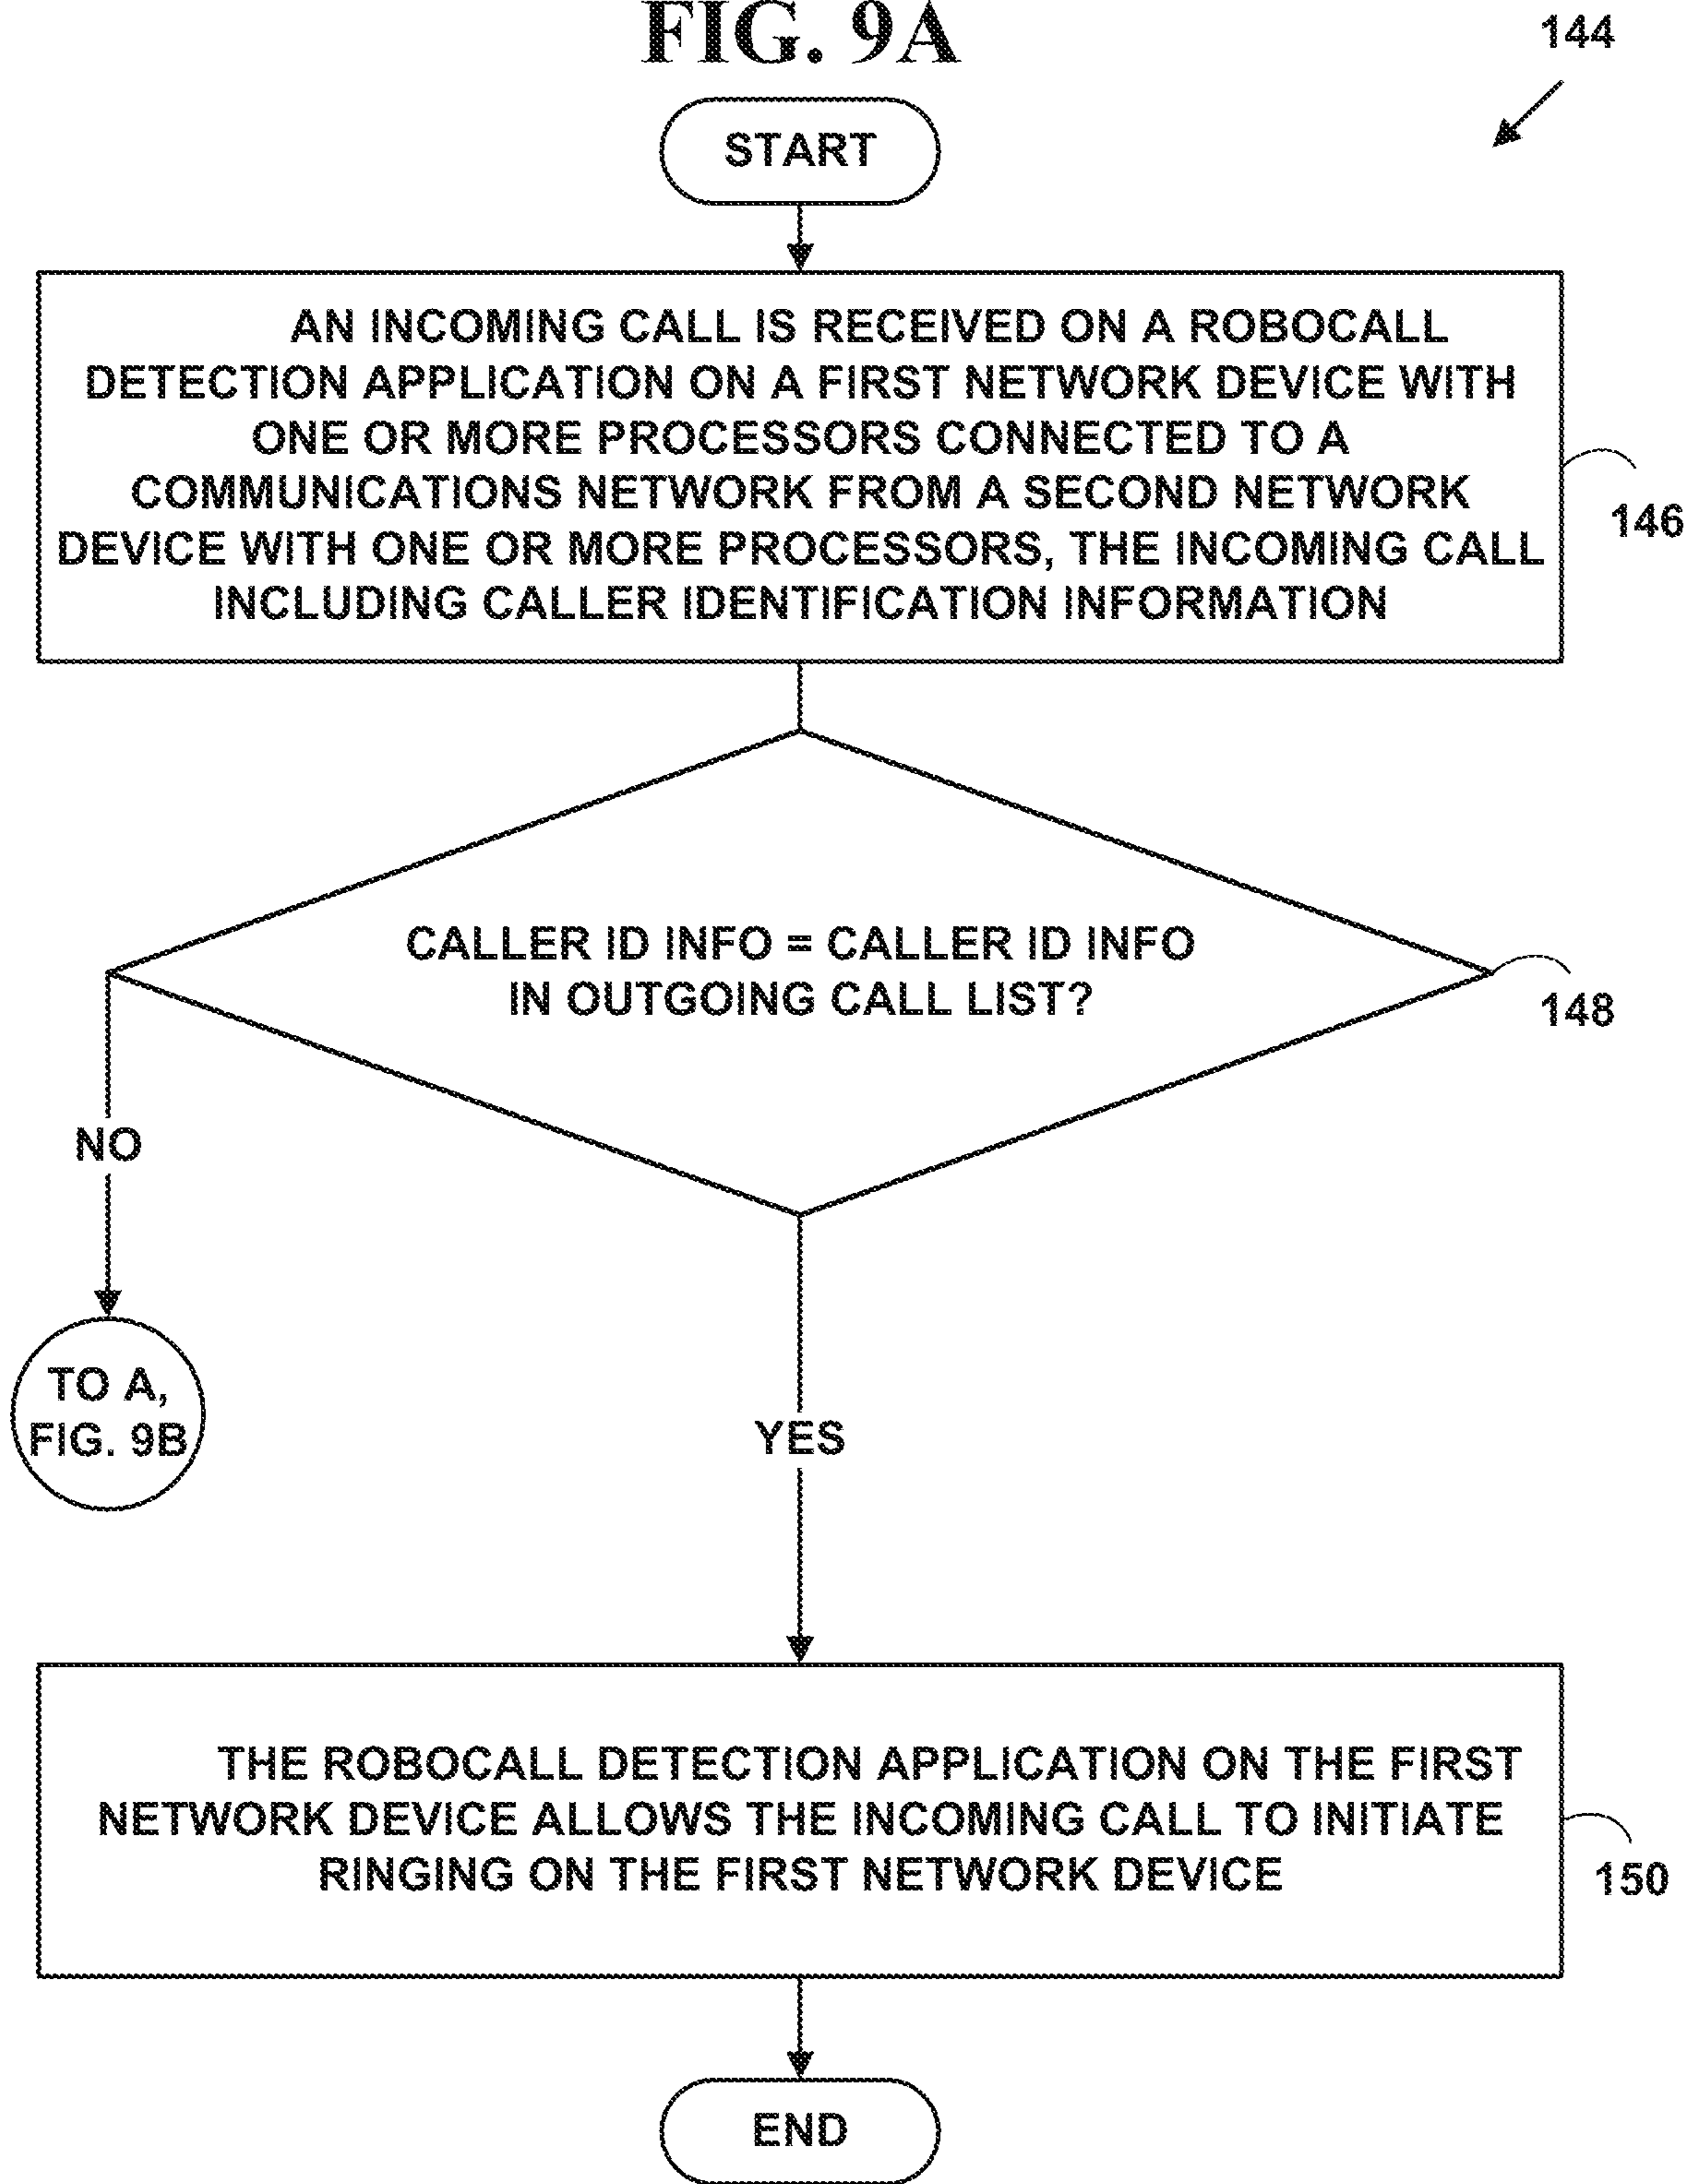 FIG. 9A
144
START
AN INCOMING CALL IS RECEIVED ON A ROBOCALL
DETECTION APPLICATION ON A FIRST NETWORK DEVICE WITH
ONE OR MORE PROCESSORS CONNECTED TO A
COMMUNICATIONS NETWORK FROM A SECOND NETWORK
DEVICE WITH ONE OR MORE PROCESSORS, THE INCOMING CALL
INCLUDING CALLER IDENTIFICATION INFORMATION
146
CALLER ID INFO = CALLER ID INFO
IN OUTGOING CALL LIST?
148
NO
TO A,
FIG. 9B
YES
THE ROBOCALL DETECTION APPLICATION ON THE FIRST
NETWORK DEVICE ALLOWS THE INCOMING CALL TO INITIATE
RINGING ON THE FIRST NETWORK DEVICE
150
END